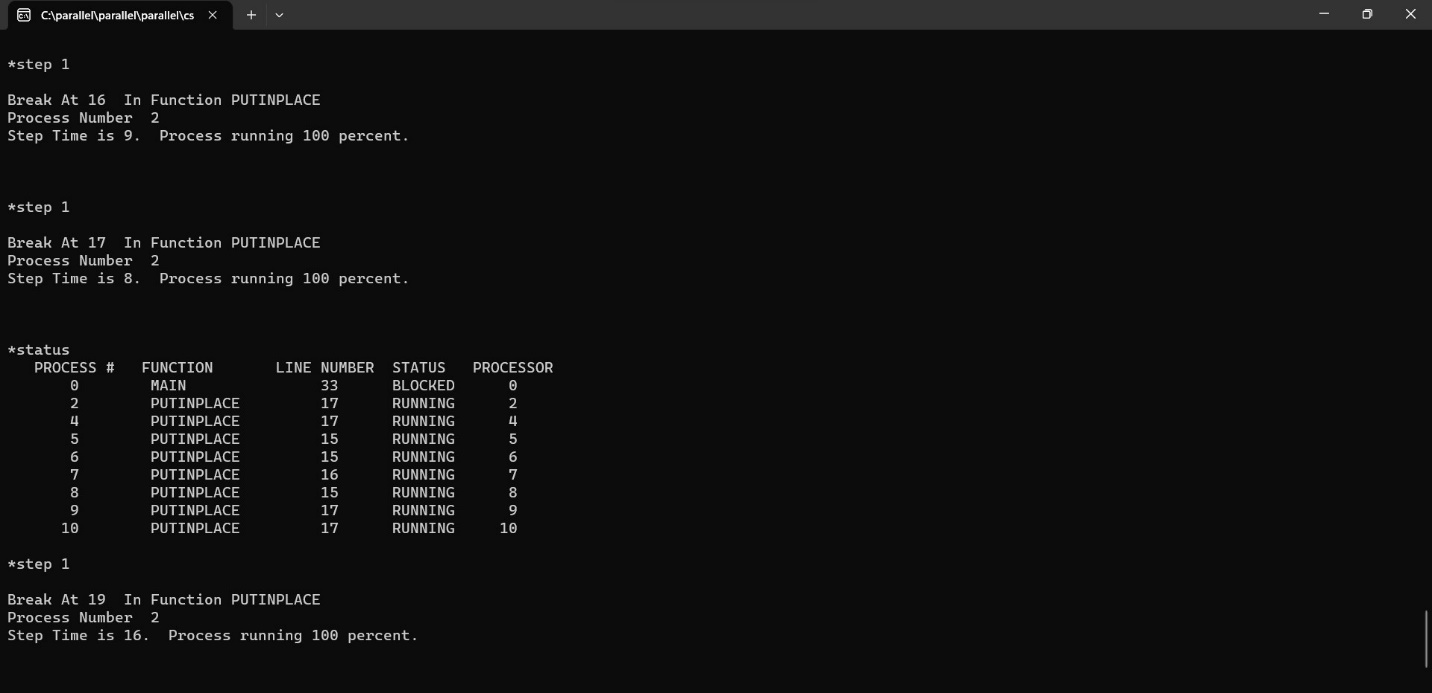 C:\parallel\parallel\parallel\cs
*step 1
Break At 16  In Function PUTINPLACE
Process Number  2
Step Time is 9.  Process running 100 percent.
*step 1
Break At 17  In Function PUTINPLACE
Process Number  2
Step Time is 8.  Process running 100 percent.
*status
   PROCESS #   FUNCTION       LINE NUMBER  STATUS   PROCESSOR
       0        MAIN               33      BLOCKED      0
       2        PUTINPLACE         17      RUNNING      2
       4        PUTINPLACE         17      RUNNING      4
       5        PUTINPLACE         15      RUNNING      5
       6        PUTINPLACE         15      RUNNING      6
       7        PUTINPLACE         16      RUNNING      7
       8        PUTINPLACE         15      RUNNING      8
       9        PUTINPLACE         17      RUNNING      9
      10        PUTINPLACE         17      RUNNING     10
*step 1
Break At 19  In Function PUTINPLACE
Process Number  2
Step Time is 16.  Process running 100 percent.